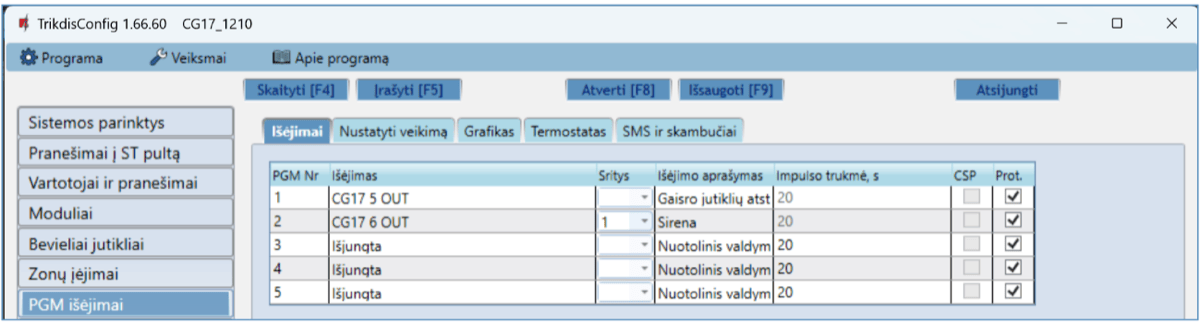 TrikdisConfig 1.66.60 CG17_1210
Programa Veiksmai Apie programą
Skaityti [F4] Įrašyti [F5] Atverti [F8] Išsaugoti [F9] Atsijungti
Sistemos parinktys
Pranešimai į ST pultą
Vartotojai ir pranešimai
Moduliai
Bevieliai jutikliai
Zonų įėjimai
PGM išėjimai
Išėjimai Nustatyti veikimą Grafikas Termostatas SMS ir skambučiai
PGM Nr Išėjimas Sritys Išėjimo aprašymas Impulso trukmė, s CSP Prot.
1 CG17 5 OUT Gaisro jutiklių atst 20
2 CG17 6 OUT 1 Sirena 20
3 Išjungta Nuotolinis valdym 20
4 Išjungta Nuotolinis valdym 20
5 Išjungta Nuotolinis valdym 20